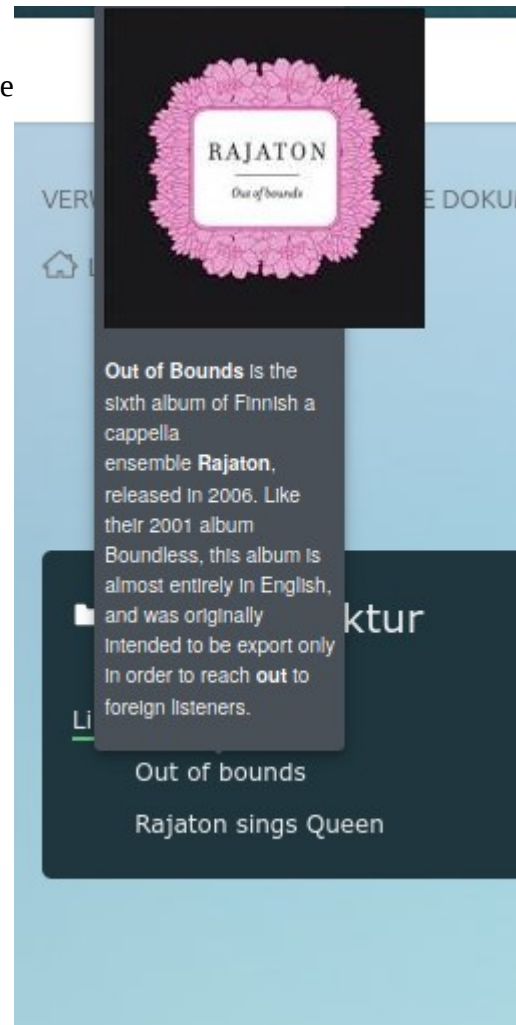 e
RAJATON
Out of bounds
VER
E DOKU
L
Out of Bounds is the
sixth album of Finnish a
cappella
ensemble Rajaton,
released in 2006. Like
their 2001 album
Boundless, this album is
almost entirely in English,
and was originally
intended to be export only
in order to reach out to
foreign listeners.
ktur
Li
Out of bounds
Rajaton sings Queen